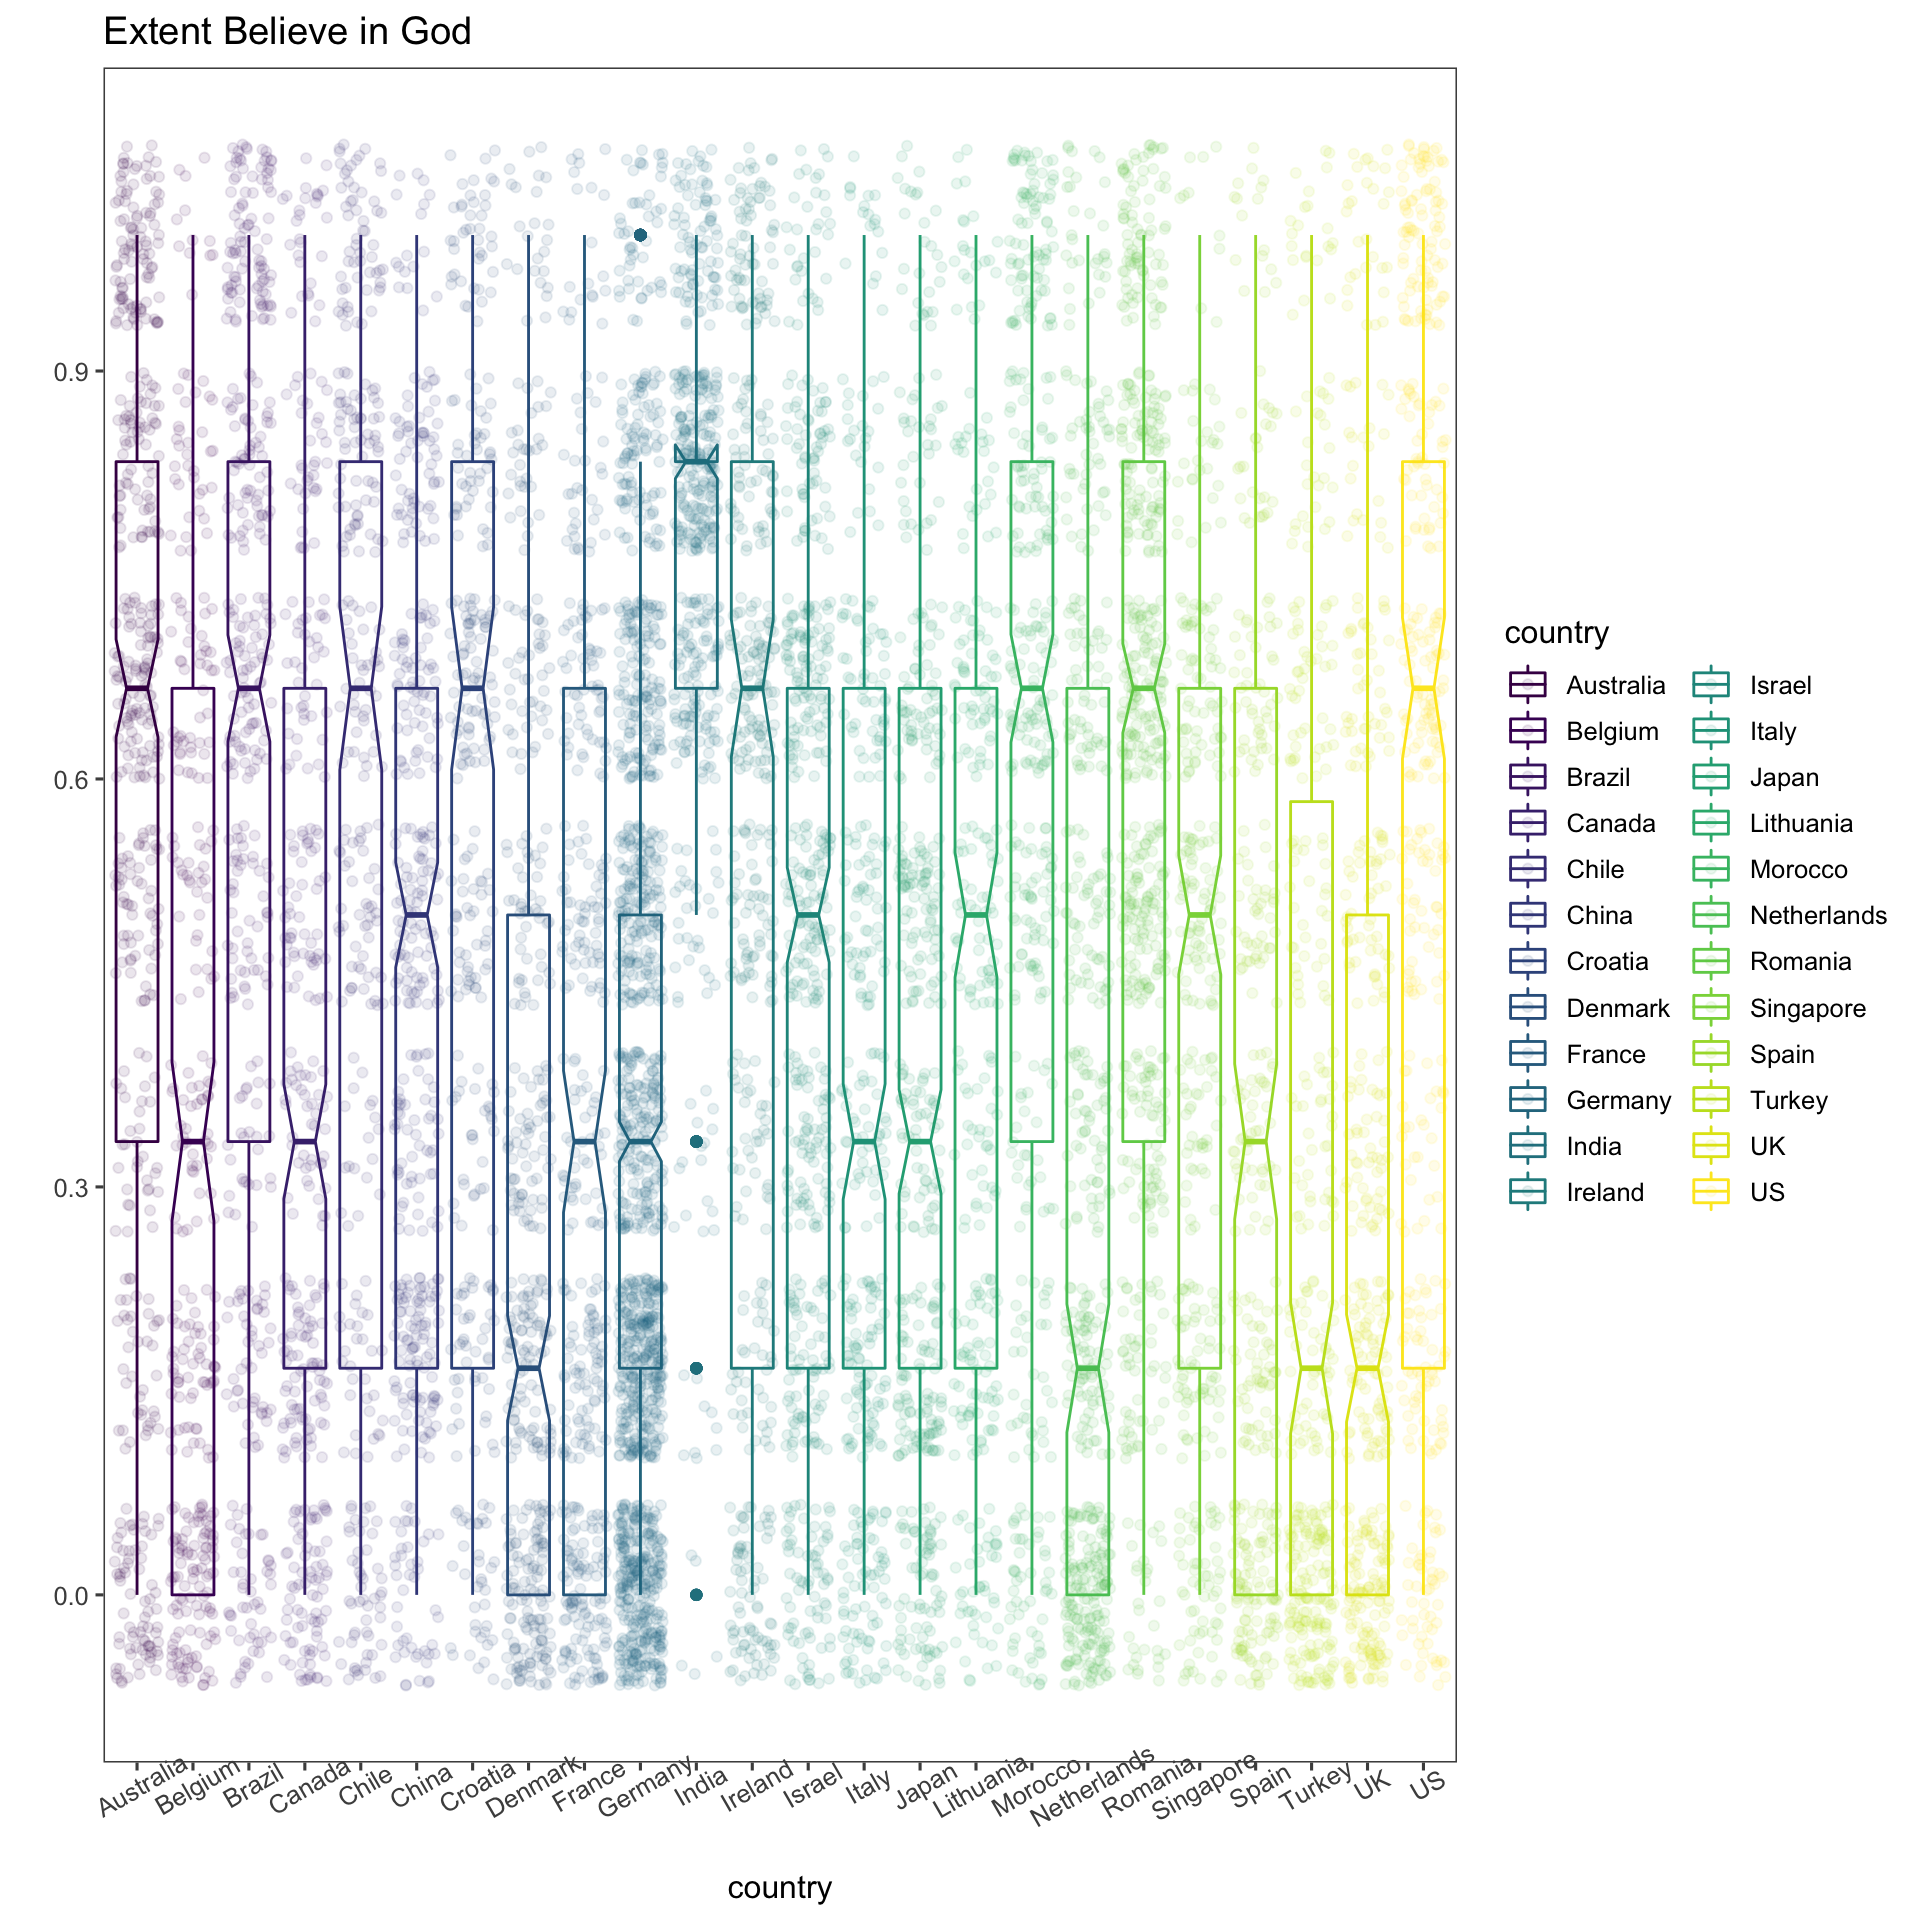 Extent Believe in God
0.9
0.6
0.3
0.0
Australia
Belgium
Brazil
Canada
Chile
China
Croatia
Denmark
France
Germany
India
Ireland
Israel
Italy
Japan
Lithuania
Morocco
Netherlands
Romania
Singapore
Spain
Turkey
UK
US
country
country
Australia
Belgium
Brazil
Canada
Chile
China
Croatia
Denmark
France
Germany
India
Ireland
Israel
Italy
Japan
Lithuania
Morocco
Netherlands
Romania
Singapore
Spain
Turkey
UK
US